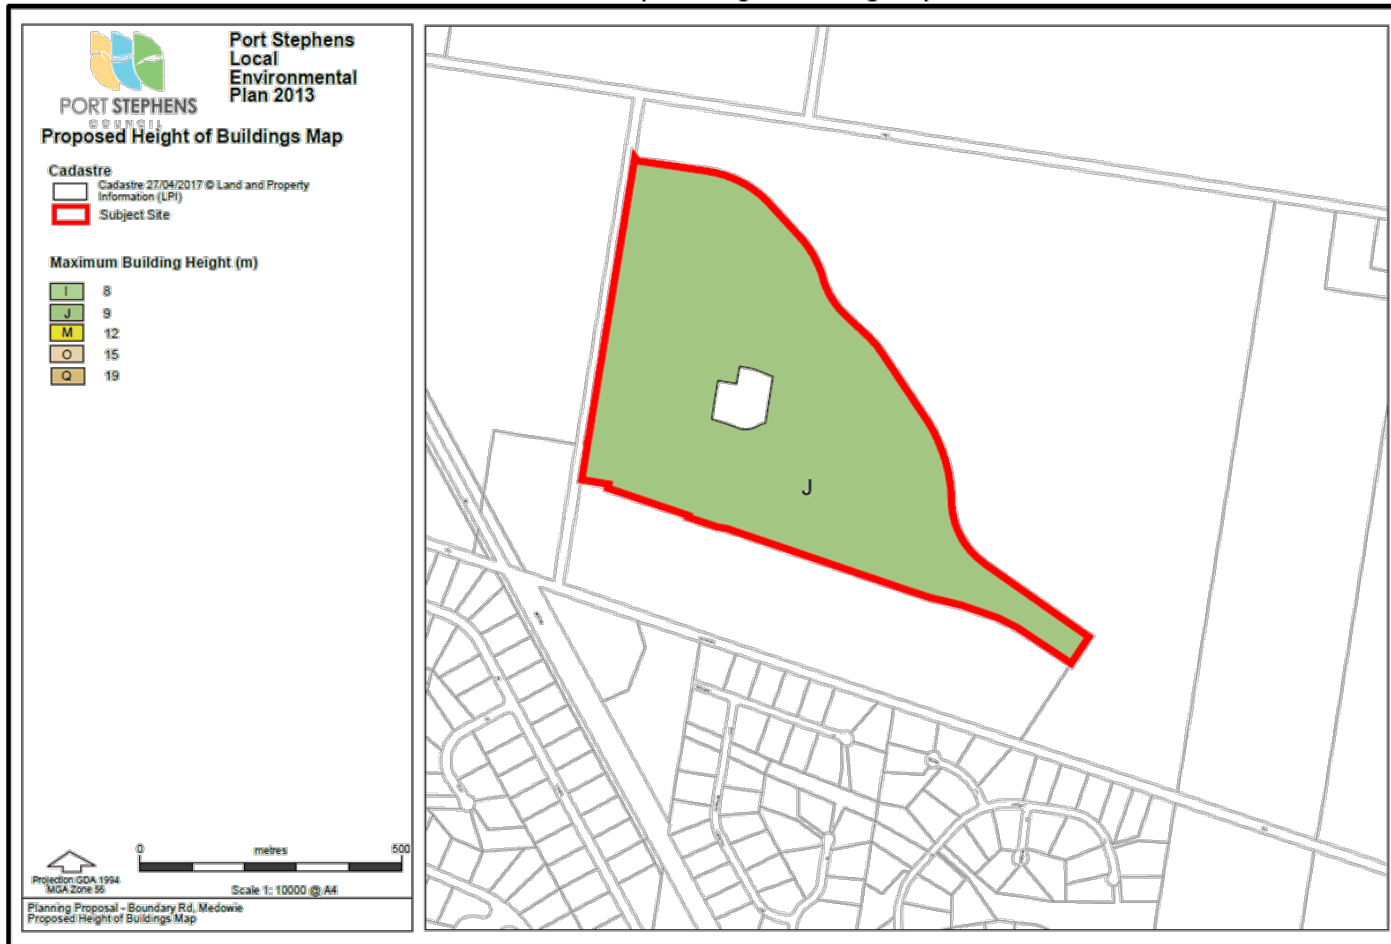 Port Stephens
Local
Environmental
Plan 2013
PORT STEPHENS
COUNCIL
Proposed Height of Buildings Map
Cadastre
Cadastre 27/04/2017 © Land and Property
Information (LPI)
Subject Site
Maximum Building Height (m)
I 8
J 9
M 12
O 15
Q 19
J
0 metres 500
Projection:GDA 1994
MGA Zone 56
Scale 1: 10000 @ A4
Planning Proposal - Boundary Rd, Medowie
Proposed Height of Buildings Map